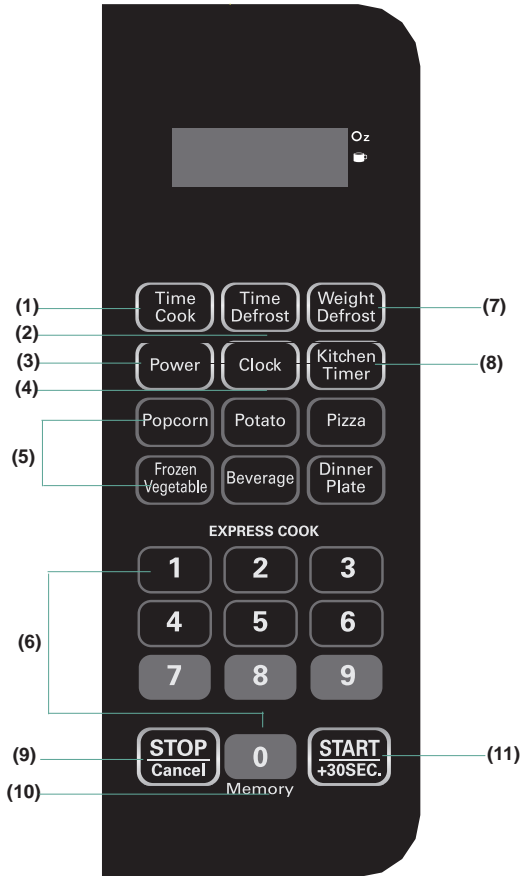 Oz
Time Cook
Time Defrost
Weight Defrost
(1)
(2)
(7)
Power
Clock
Kitchen Timer
(3)
(4)
(8)
Popcorn
Potato
Pizza
(5)
Frozen Vegetable
Beverage
Dinner Plate
EXPRESS COOK
1
2
3
4
5
6
(6)
7
8
9
STOP
Cancel
0
START
+30SEC.
(9)
(11)
(10)
Memory